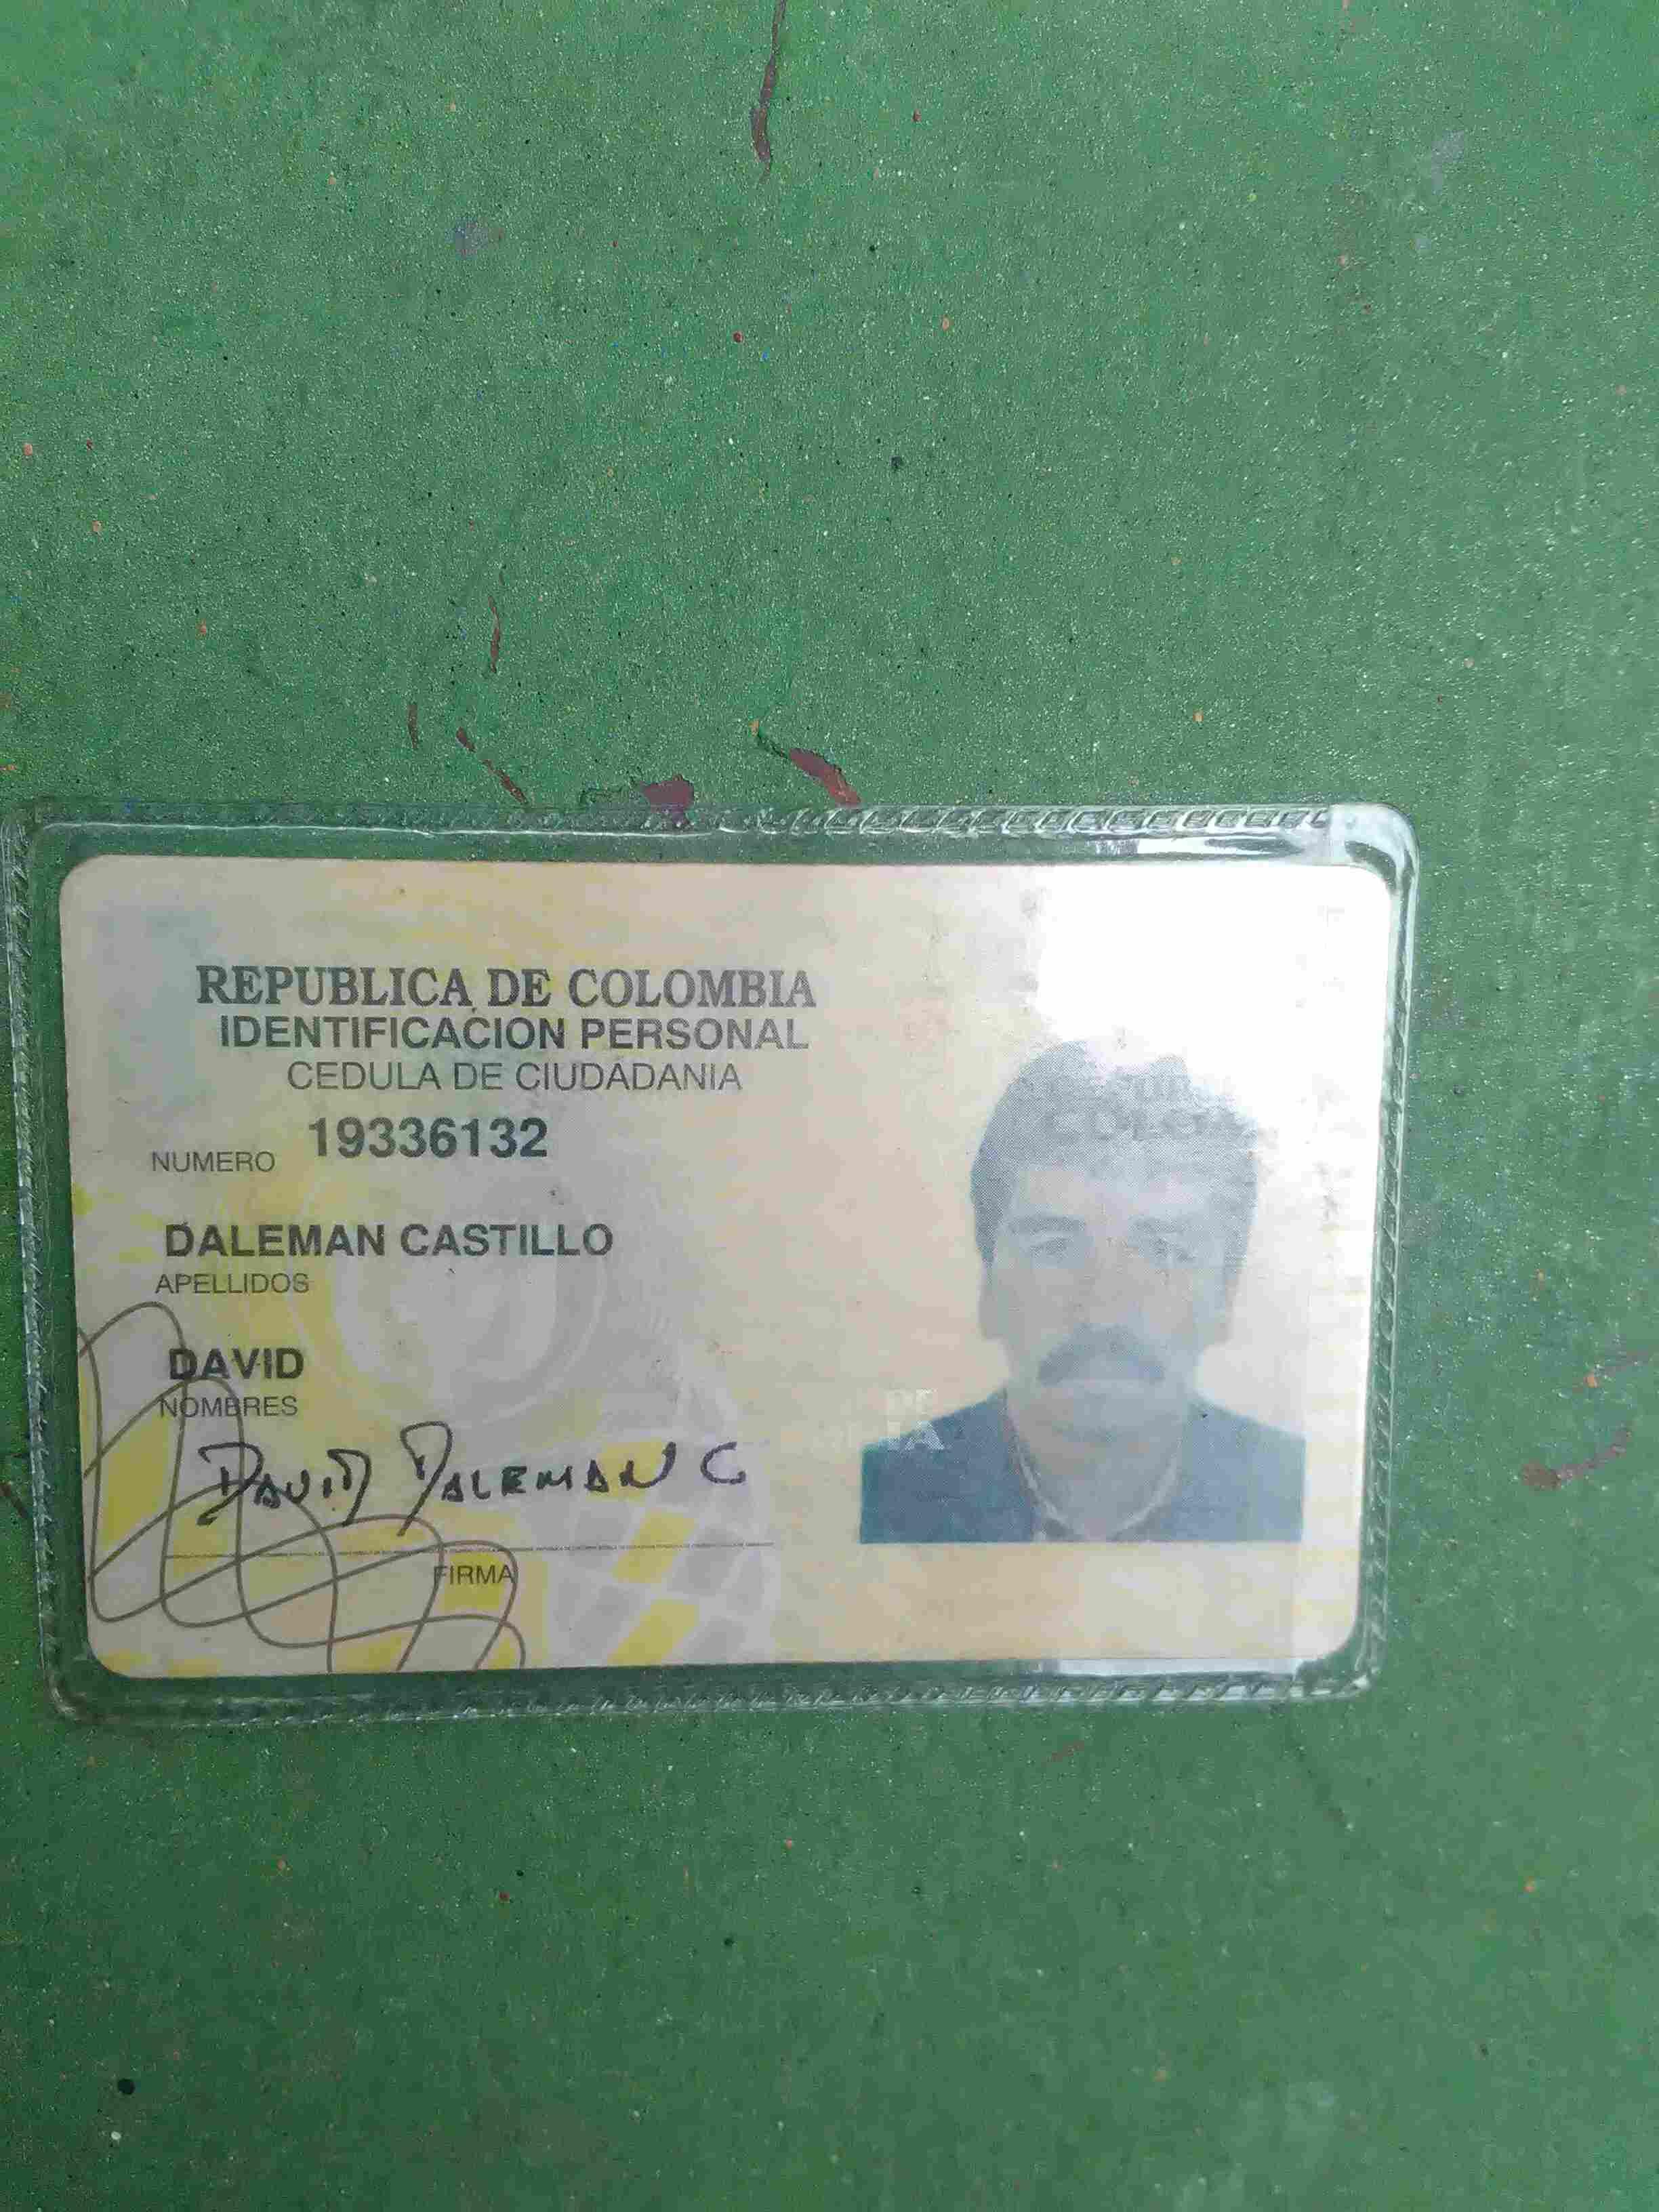 REPUBLICA DE COLOMBIA
IDENTIFICACION PERSONAL
CEDULA DE CIUDADANIA
NUMERO 19336132
DALEMAN CASTILLO
APELLIDOS
DAVID
NOMBRES
DAVID DALEMAN C
FIRMA